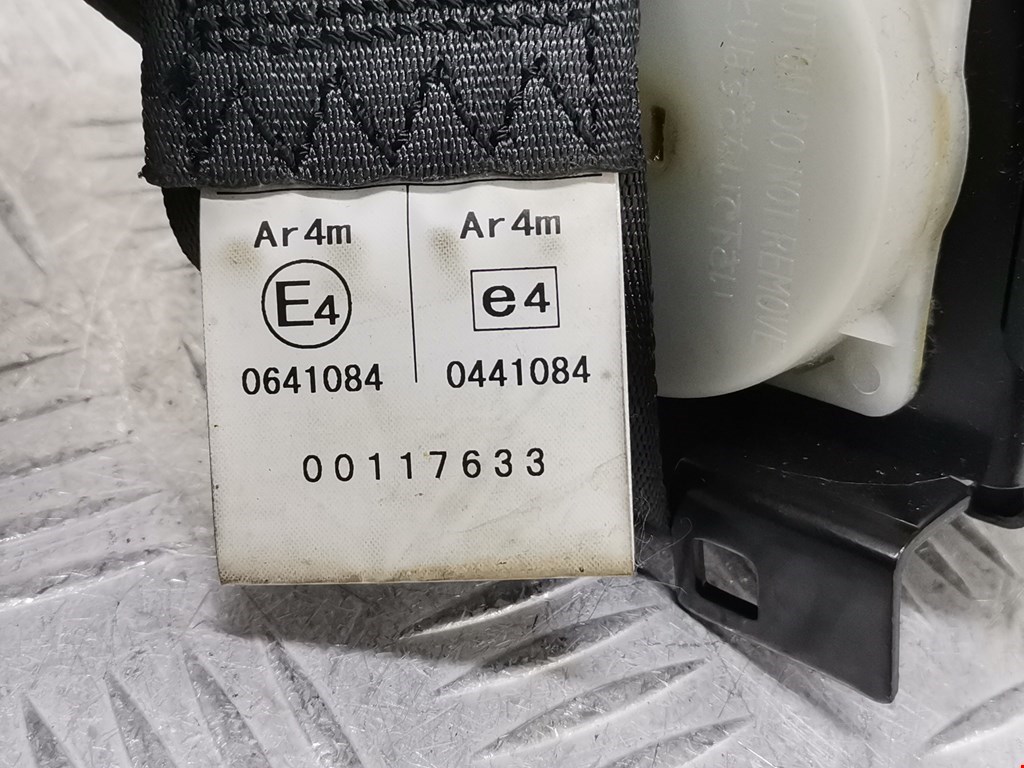 Ar4m Ar4m
E4 e4
0641084 0441084
00117633
DO NOT REMOVE